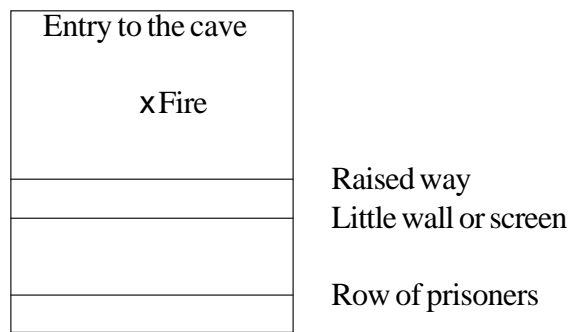 Entry to the cave
x Fire
Raised way
Little wall or screen
Row of prisoners